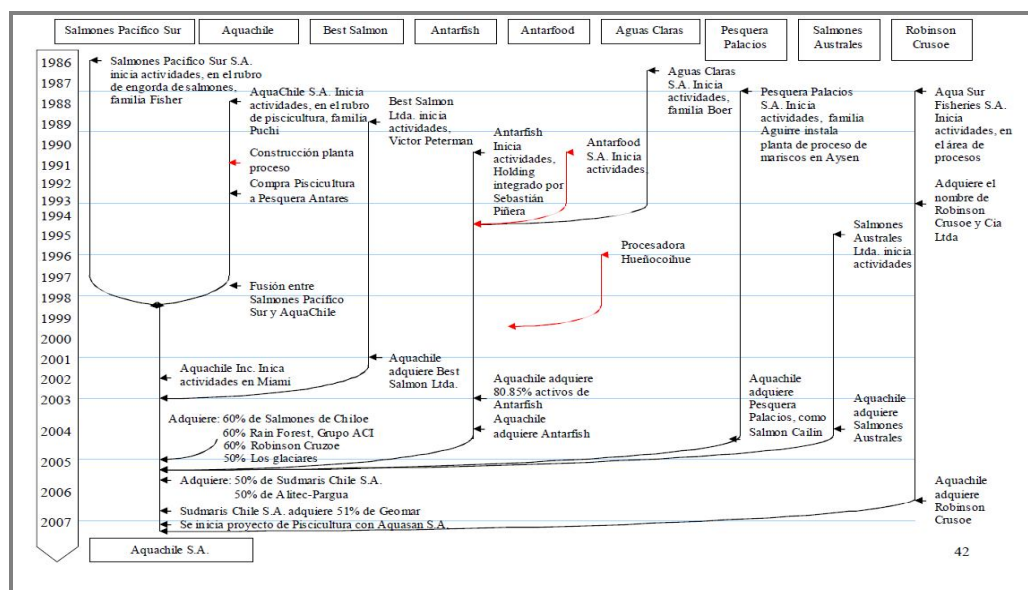 Salmones Pacífico Sur
Aquachile
Best Salmon
Antarfish
Antarfood
Aguas Claras
Pesquera
Palacios
Salmones
Australes
Robinson
Crusoe
1986
1987
1988
1989
1990
1991
1992
1993
1994
1995
1996
1997
1998
1999
2000
2001
2002
2003
2004
2005
2006
2007
Salmones Pacifico Sur S.A.
inicia actividades, en el rubro
de engorda de salmones,
familia Fisher
AquaChile S.A. Inicia
actividades, en el rubro
de piscicultura, familia
Puchi
Construcción planta
proceso
Compra Piscicultura
a Pesquera Antares
Fusión entre
Salmones Pacífico
Sur y AquaChile
Best Salmon
Ltda. inicia
actividades,
Victor Peterman
Antarfish
Inicia
actividades,
Holding
integrado por
Sebastián
Piñera
Antarfood
S.A. Inicia
actividades,
Aguas Claras
S.A. Inicia
actividades,
familia Boer
Procesadora
Hueñocoihue
Pesquera Palacios
S.A. Inicia
actividades, familia
Aguirre instala
planta de proceso de
mariscos en Aysen
Salmones
Australes
Ltda. inicia
actividades
Aqua Sur
Fisheries S.A.
Inicia
actividades, en
el área de
procesos
Adquiere el
nombre de
Robinson
Crusoe y Cia
Ltda
Aquachile Inc. Inica
actividades en Miami
Aquachile
adquiere Best
Salmon Ltda.
Aquachile adquiere
80.85% activos de
Antarfish
Aquachile
adquiere Antarfish
Aquachile
adquiere
Pesquera
Palacios, como
Salmon Cailin
Aquachile
adquiere
Salmones
Australes
Aquachile
adquiere
Robinson
Crusoe
Adquiere: 60% de Salmones de Chiloe
60% Rain Forest, Grupo ACI
60% Robinson Cruzoe
50% Los glaciares
Adquiere: 50% de Sudmaris Chile S.A.
50% de Alitec-Pargua
Sudmaris Chile S.A. adquiere 51% de Geomar
Se inicia proyecto de Piscicultura con Aquasan S.A.
Aquachile S.A.
42